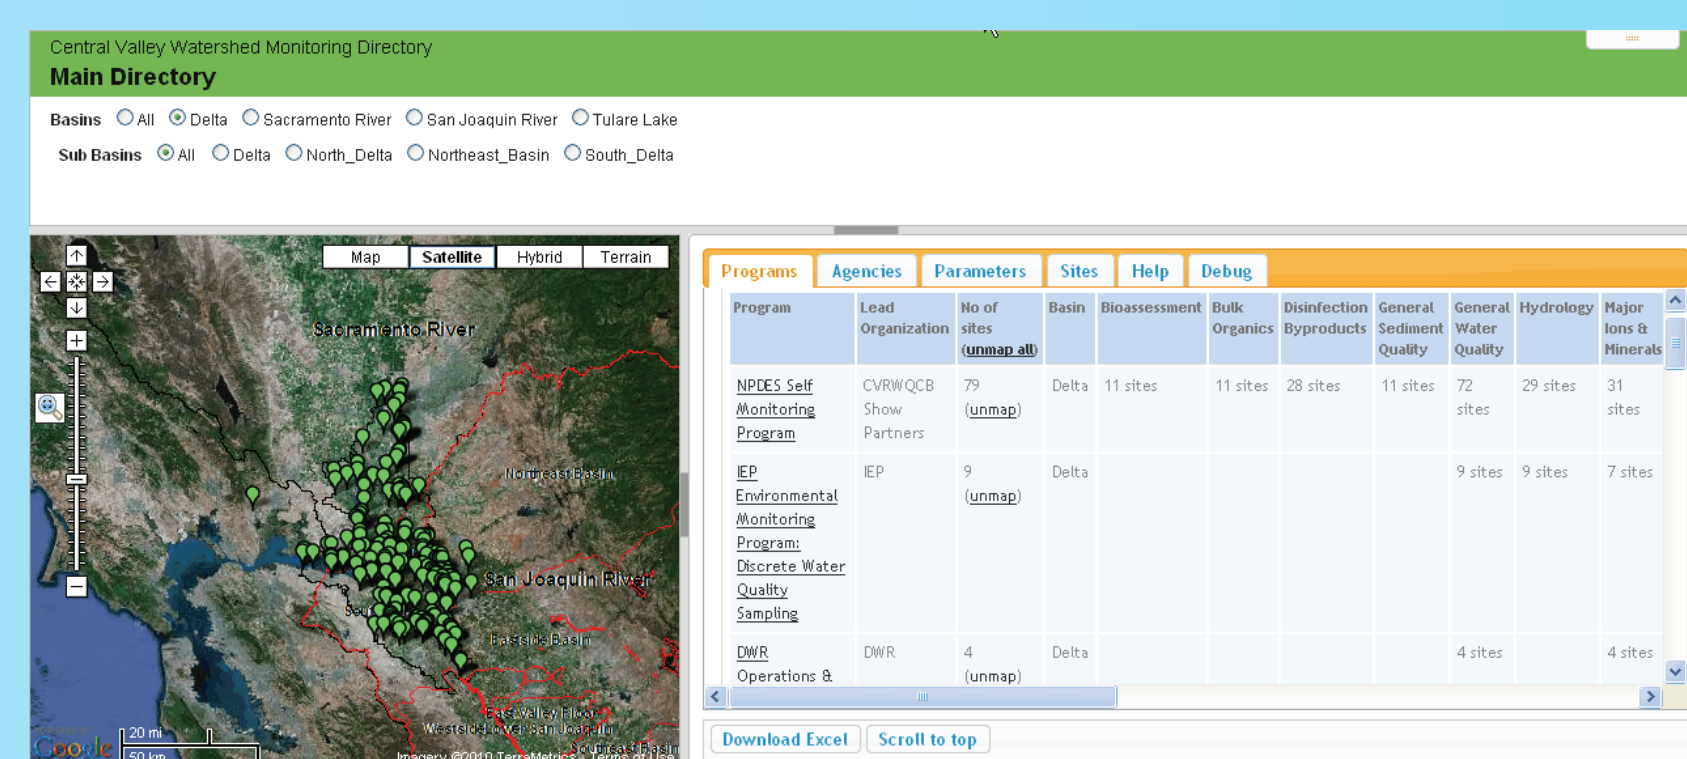 Central Valley Watershed Monitoring Directory
Main Directory
Basins All Delta Sacramento River San Joaquin River Tulare Lake
Sub Basins All Delta North_Delta Northeast_Basin South_Delta
Map Satellite Hybrid Terrain
Sacramento River
Northeast Basin
San Joaquin River
Eastside Basin
East Valley Floor
Westside Lower San Joaquin
Southeast Basin
Google
20 mi
50 km
Imagery ©2010 TerraMetrics - Terms of Use
Programs Agencies Parameters Sites Help Debug
Program Lead No of Basin Bioassessment Bulk Disinfection General General Hydrology Major
Organization sites Organics Byproducts Sediment Water Ions &
(unmap all) Quality Quality Minerals
NPDES Self CVRWQCB 79 Delta 11 sites 11 sites 28 sites 11 sites 72 29 sites 31
Monitoring Show (unmap) sites sites
Program Partners
IEP IEP 9 Delta 9 sites 9 sites 7 sites
Environmental (unmap)
Monitoring
Program:
Discrete Water
Quality
Sampling
DWR DWR 4 Delta 4 sites 4 sites
Operations & (unmap)
Download Excel Scroll to top